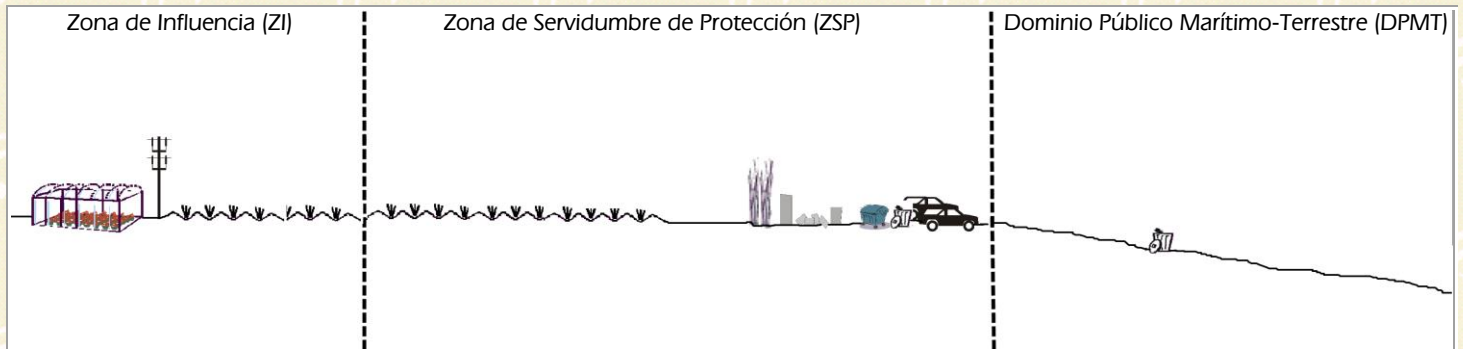 Zona de Influencia (ZI)
Zona de Servidumbre de Protección (ZSP)
Dominio Público Marítimo-Terrestre (DPMT)